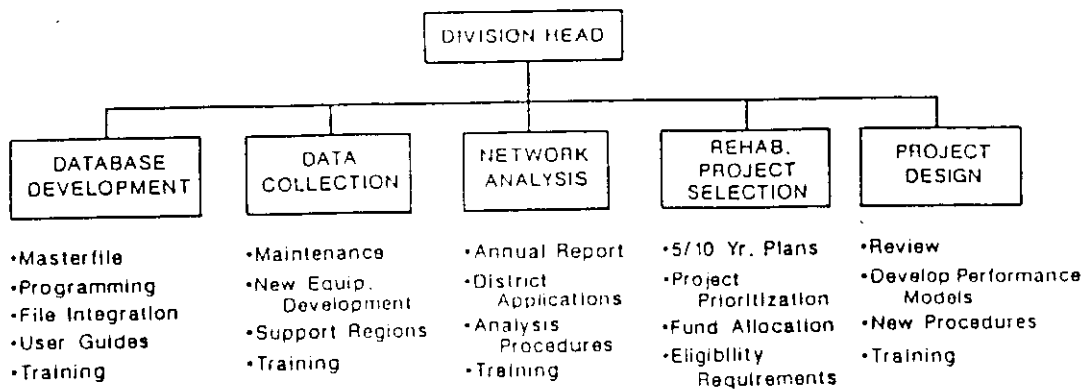 DIVISION HEAD
DATABASE
DEVELOPMENT
•Masterfile
•Programming
•File Integration
•User Guides
•Training
DATA
COLLECTION
•Maintenance
•New Equip.
Development
•Support Regions
•Training
NETWORK
ANALYSIS
•Annual Report
•District
Applications
•Analysis
Procedures
•Training
REHAB.
PROJECT
SELECTION
•5/10 Yr. Plans
•Project
Prioritization
•Fund Allocation
•Eligibility
Requirements
PROJECT
DESIGN
•Review
•Develop Performance
Models
•New Procedures
•Training